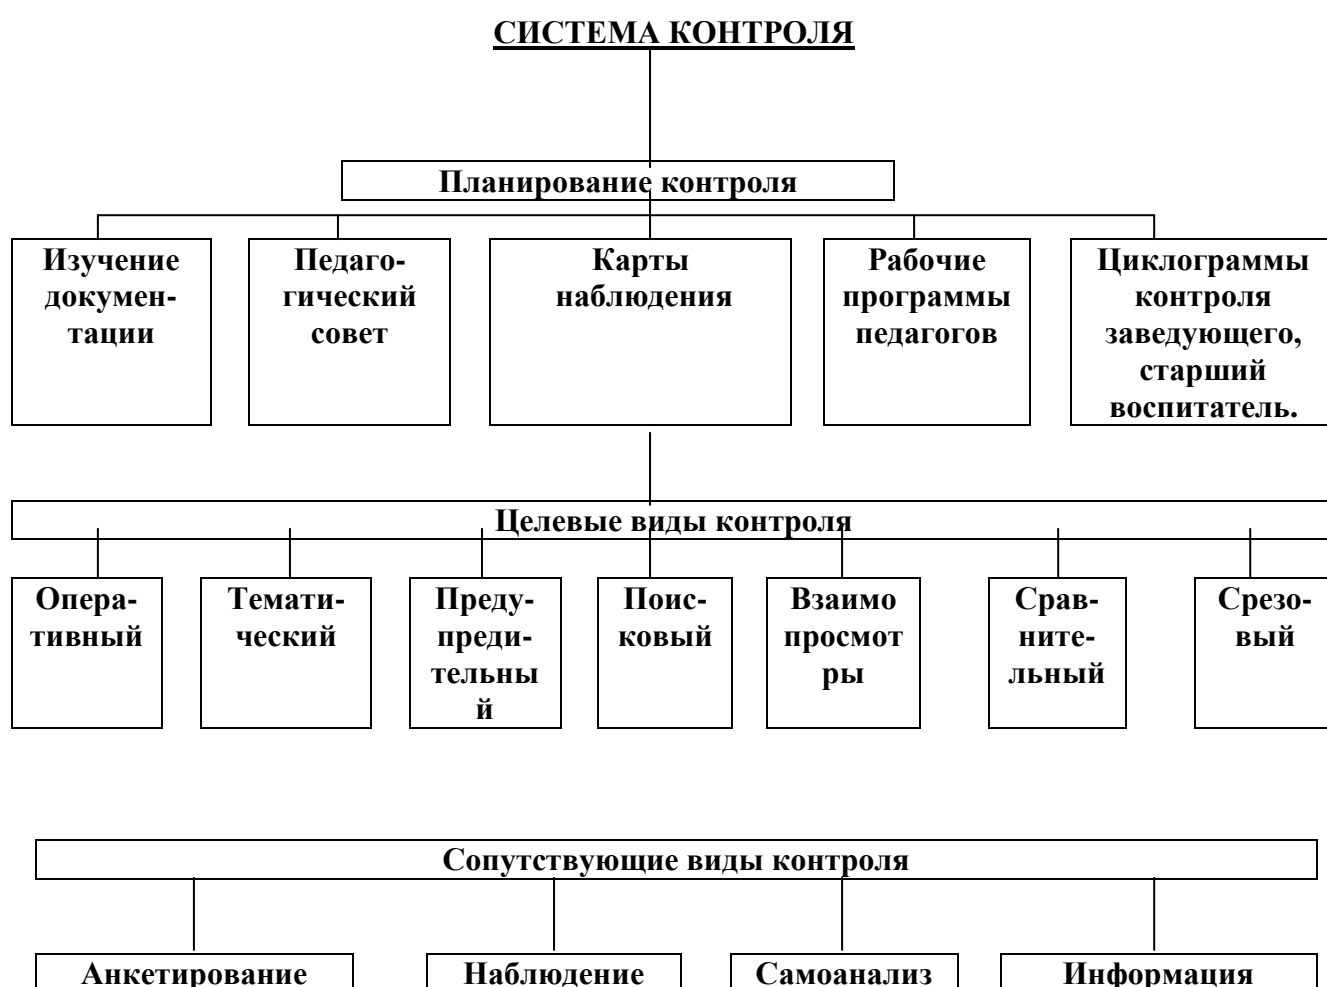 СИСТЕМА КОНТРОЛЯ
Планирование контроля
Изучение
докумен-
тации
Педаго-
гический
совет
Карты
наблюдения
Рабочие
программы
педагогов
Циклограммы
контроля
заведующего,
старший
воспитатель.
Целевые виды контроля
Опера-
тивный
Темати-
ческий
Преду-
преди-
тельны
й
Поис-
ковый
Взаимо
просмот
ры
Срав-
ните-
льный
Срезо-
вый
Сопутствующие виды контроля
Анкетирование
Наблюдение
Самоанализ
Информация